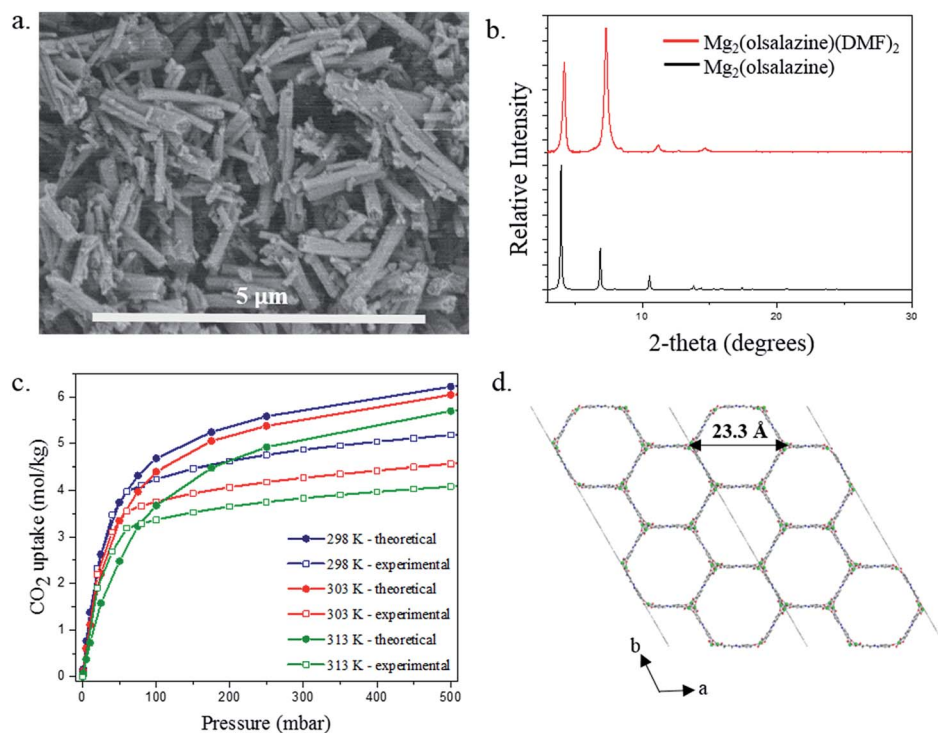 a.
5 μm
b.
Mg₂(olsalazine)(DMF)₂
Mg₂(olsalazine)
Relative Intensity
10
20
30
2-theta (degrees)
c.
CO₂ uptake (mol/kg)
6
5
4
3
2
1
0
298 K - theoretical
298 K - experimental
303 K - theoretical
303 K - experimental
313 K - theoretical
313 K - experimental
0
100
200
300
400
500
Pressure (mbar)
d.
23.3 Å
b
a